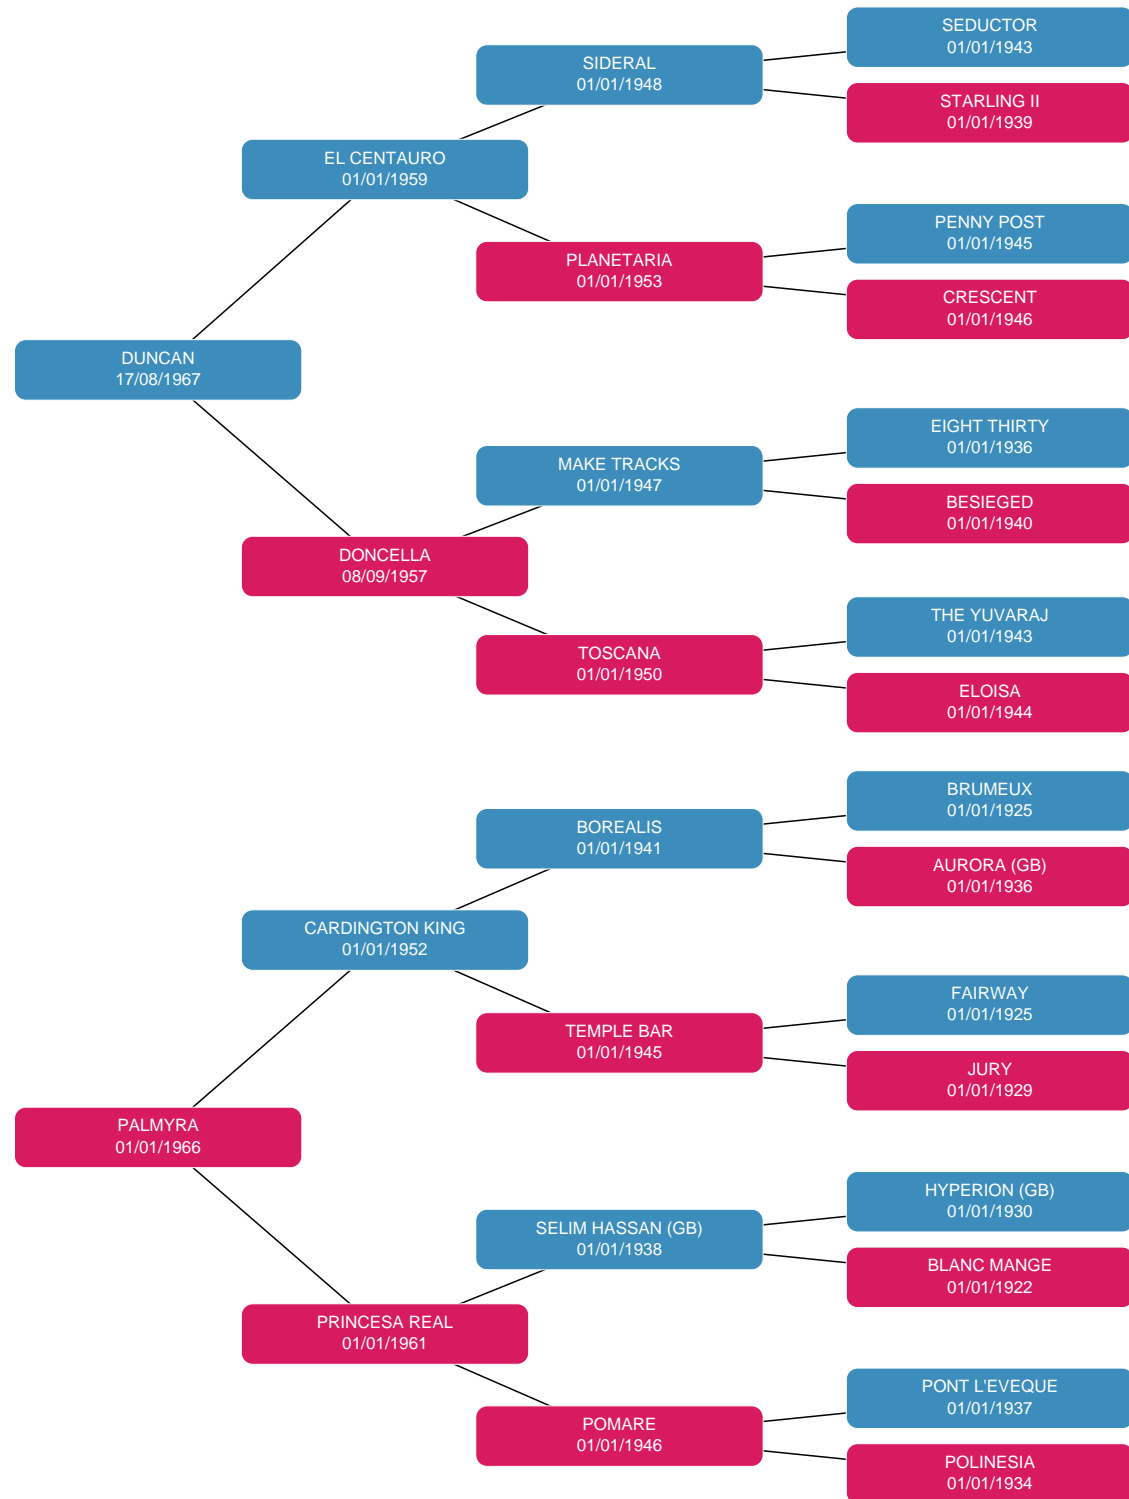 SEDUCTOR
01/01/1943
SIDERAL
01/01/1948
STARLING II
01/01/1939
EL CENTAURO
01/01/1959
PENNY POST
01/01/1945
PLANETARIA
01/01/1953
CRESCENT
01/01/1946
DUNCAN
17/08/1967
EIGHT THIRTY
01/01/1936
MAKE TRACKS
01/01/1947
BESIEGED
01/01/1940
DONCELLA
08/09/1957
THE YUVARAJ
01/01/1943
TOSCANA
01/01/1950
ELOISA
01/01/1944
BRUMEUX
01/01/1925
BOREALIS
01/01/1941
AURORA (GB)
01/01/1936
CARDINGTON KING
01/01/1952
FAIRWAY
01/01/1925
TEMPLE BAR
01/01/1945
JURY
01/01/1929
PALMYRA
01/01/1966
HYPERION (GB)
01/01/1930
SELIM HASSAN (GB)
01/01/1938
BLANC MANGE
01/01/1922
PRINCESA REAL
01/01/1961
PONT L'EVEQUE
01/01/1937
POMARE
01/01/1946
POLINESIA
01/01/1934